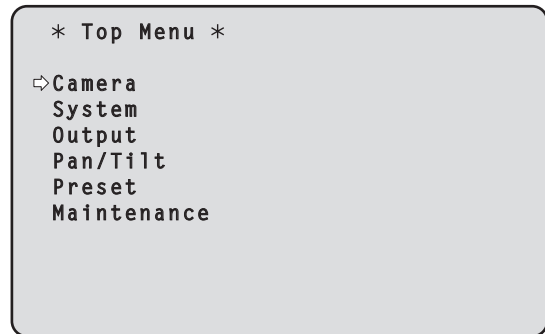 * Top Menu *
⇨Camera
System
Output
Pan/Tilt
Preset
Maintenance